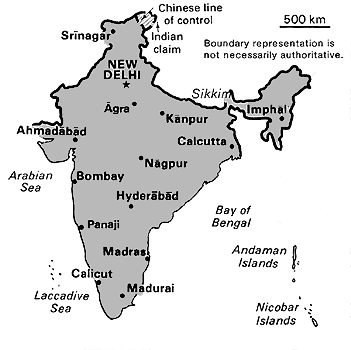 Chinese line
of control
500 km
Srīnagar
Indian
claim
Boundary representation is
not necessarily authoritative.
NEW
DELHI
Sikkim
Āgra
Kānpur
Imphal
Ahmadābād
Calcutta
Nāgpur
Arabian
Sea
Bombay
Hyderābād
Bay of
Bengal
Panaji
Madras
Andaman
Islands
Calicut
Laccadive
Sea
Madurai
Nicobar
Islands